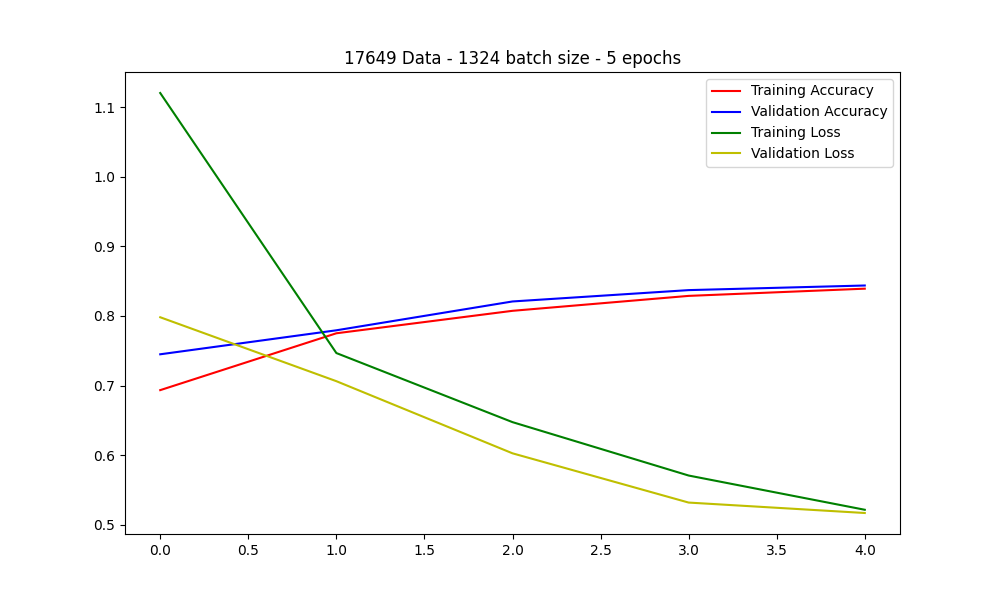 17649 Data - 1324 batch size - 5 epochs
Training Accuracy
Validation Accuracy
Training Loss
Validation Loss
1.1
1.0
0.9
0.8
0.7
0.6
0.5
0.0 0.5 1.0 1.5 2.0 2.5 3.0 3.5 4.0